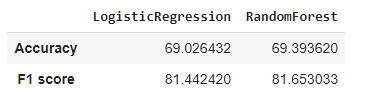 LogisticRegression RandomForest
Accuracy 69.026432 69.393620
F1 score 81.442420 81.653033